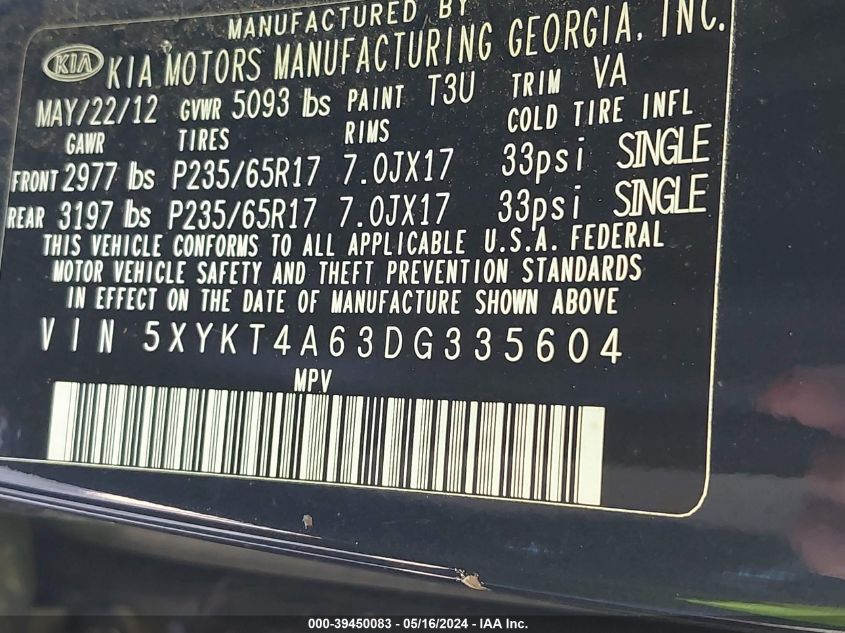 MANUFACTURED BY
KIA KIA MOTORS MANUFACTURING GEORGIA, INC.
MAY/22/12 GVWR 5093 lbs PAINT T3U TRIM VA
GAWR TIRES RIMS COLD TIRE INFL
FRONT 2977 lbs P235/65R17 7.0JX17 33psi SINGLE
REAR 3197 lbs P235/65R17 7.0JX17 33psi SINGLE
THIS VEHICLE CONFORMS TO ALL APPLICABLE U.S.A. FEDERAL
MOTOR VEHICLE SAFETY AND THEFT PREVENTION STANDARDS
IN EFFECT ON THE DATE OF MANUFACTURE SHOWN ABOVE
VIN 5XYKT4A63DG335604
MPV
000-39450083 - 05/16/2024 - IAA Inc.